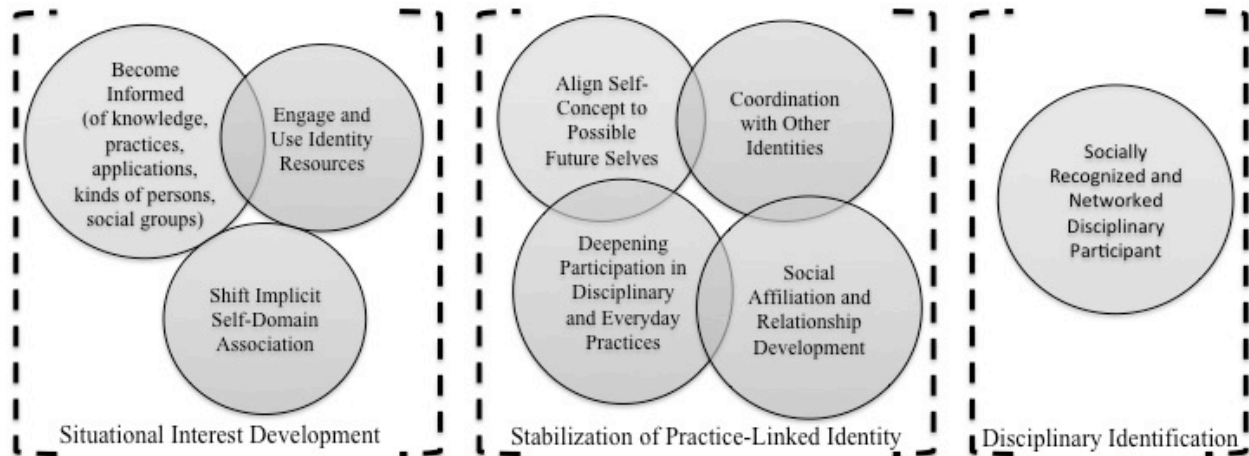 Become
Informed
(of knowledge,
practices,
applications,
kinds of persons,
social groups)
Engage and
Use Identity
Resources
Shift Implicit
Self-Domain
Association
Situational Interest Development
Align Self-
Concept to
Possible
Future Selves
Coordination
with Other
Identities
Deepening
Participation in
Disciplinary
and Everyday
Practices
Social
Affiliation and
Relationship
Development
Stabilization of Practice-Linked Identity
Socially
Recognized and
Networked
Disciplinary
Participant
Disciplinary Identification